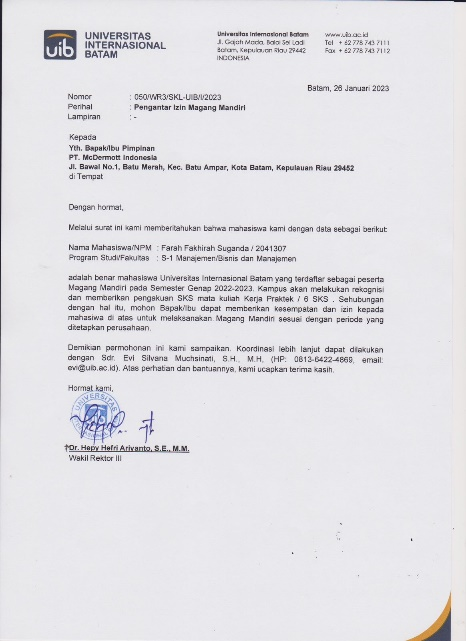 uib
UNIVERSITAS
INTERNASIONAL
BATAM
Universitas Internasional Batam
Jl. Gajah Mada, Baloi Sei Ladi
Batam, Kepulauan Riau 29442
INDONESIA
www.uib.ac.id
Tel + 62 778 743 7111
Fax + 62 778 743 7112
Batam, 26 Januari 2023
Nomor : 050/WR3/SKL-UIB/I/2023
Perihal : Pengantar Izin Magang Mandiri
Lampiran : -
Kepada
Yth. Bapak/Ibu Pimpinan
PT. McDermott Indonesia
Jl. Bawal No.1, Batu Merah, Kec. Batu Ampar, Kota Batam, Kepulauan Riau 29452
di Tempat
Dengan hormat,
Melalui surat ini kami memberitahukan bahwa mahasiswa kami dengan data sebagai berikut:
Nama Mahasiswa/NPM : Farah Fakhirah Suganda / 2041307
Program Studi/Fakultas : S-1 Manajemen/Bisnis dan Manajemen
adalah benar mahasiswa Universitas Internasional Batam yang terdaftar sebagai peserta
Magang Mandiri pada Semester Genap 2022-2023. Kampus akan melakukan rekognisi
dan memberikan pengakuan SKS mata kuliah Kerja Praktek / 6 SKS . Sehubungan
dengan hal itu, mohon Bapak/Ibu dapat memberikan kesempatan dan izin kepada
mahasiwa di atas untuk melaksanakan Magang Mandiri sesuai dengan periode yang
ditetapkan perusahaan.
Demikian permohonan ini kami sampaikan. Koordinasi lebih lanjut dapat dilakukan
dengan Sdr. Evi Silvana Muchsinati, S.H., M.H, (HP: 0813-6422-4869, email:
evi@uib.ac.id). Atas perhatian dan bantuannya, kami ucapkan terima kasih.
Hormat kami,
UNIVERSITAS
Dr. Hepy Hefri Ariyanto, S.E., M.M.
Wakil Rektor III